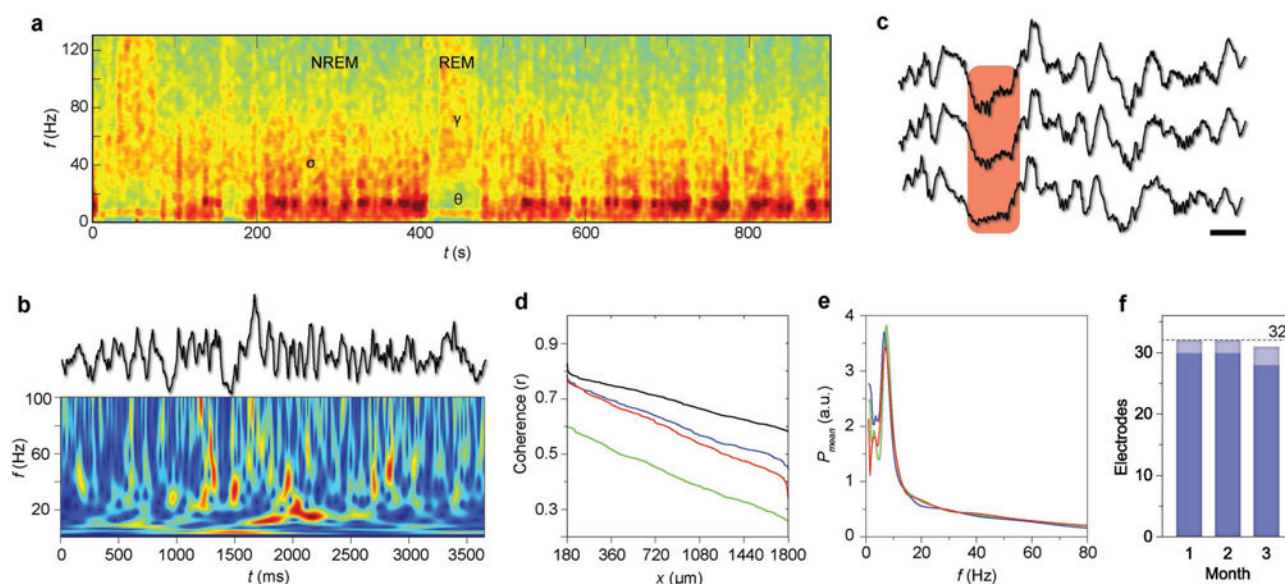 a
f (Hz)
120
80
40
0
NREM
REM
γ
σ
θ
0
200
400
600
800
t (s)
b
f (Hz)
100
60
20
0
500
1000
1500
2000
2500
3000
3500
t (ms)
c
d
Coherence (r)
0.9
0.7
0.5
0.3
180
360
720
1080
1440
1800
x (μm)
e
P mean (a.u.)
4
3
2
1
0
0
20
40
60
80
f (Hz)
f
Electrodes
32
30
20
10
0
1
2
3
Month